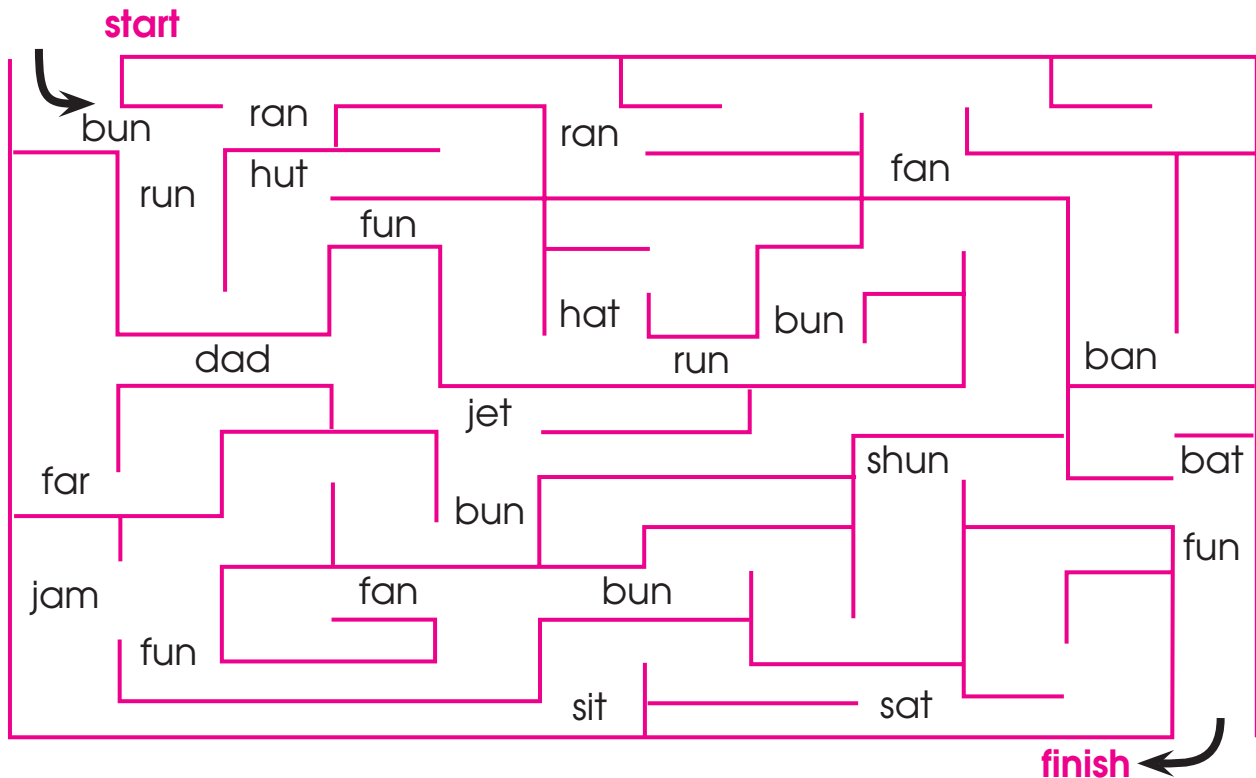 start
bun
ran
ran
run
hut
fan
fun
hat
bun
dad
run
ban
jet
far
shun
bat
bun
fun
jam
fan
bun
fun
sit
sat
finish